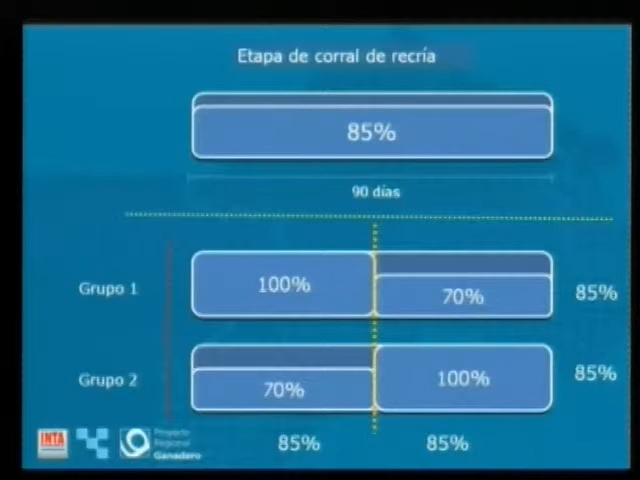 Etapa de corral de recría
85%
90 días
Grupo 1
100%
70%
85%
Grupo 2
70%
100%
85%
85%
85%
INTA
Proyecto
Regional
Ganadero